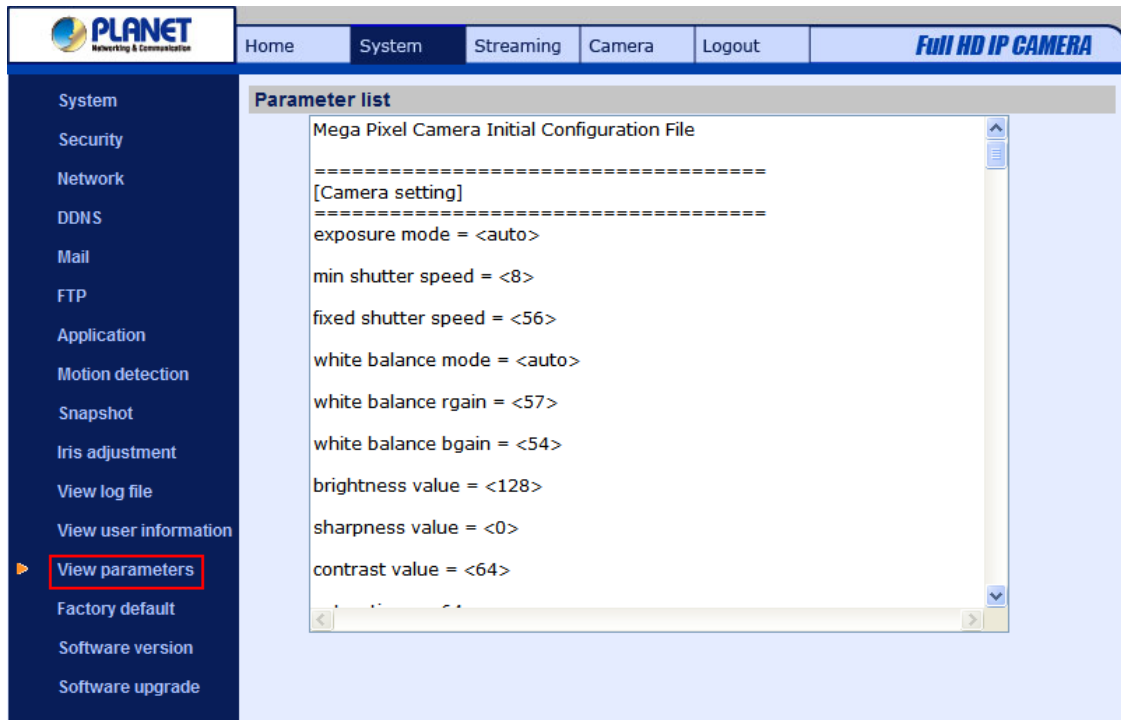 PLANET
Networking & Communication
Home System Streaming Camera Logout Full HD IP CAMERA
System
Security
Network
DDNS
Mail
FTP
Application
Motion detection
Snapshot
Iris adjustment
View log file
View user information
View parameters
Factory default
Software version
Software upgrade
Parameter list
Mega Pixel Camera Initial Configuration File
====================================
[Camera setting]
====================================
exposure mode = <auto>
min shutter speed = <8>
fixed shutter speed = <56>
white balance mode = <auto>
white balance rgain = <57>
white balance bgain = <54>
brightness value = <128>
sharpness value = <0>
contrast value = <64>